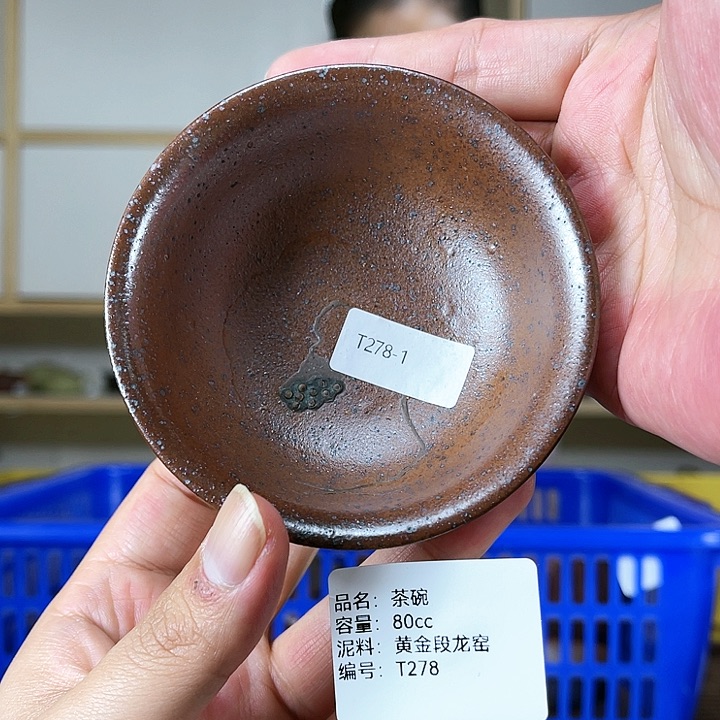 T278-1
品名：茶碗
容量：80cc
泥料：黄金段龙窑
编号：T278